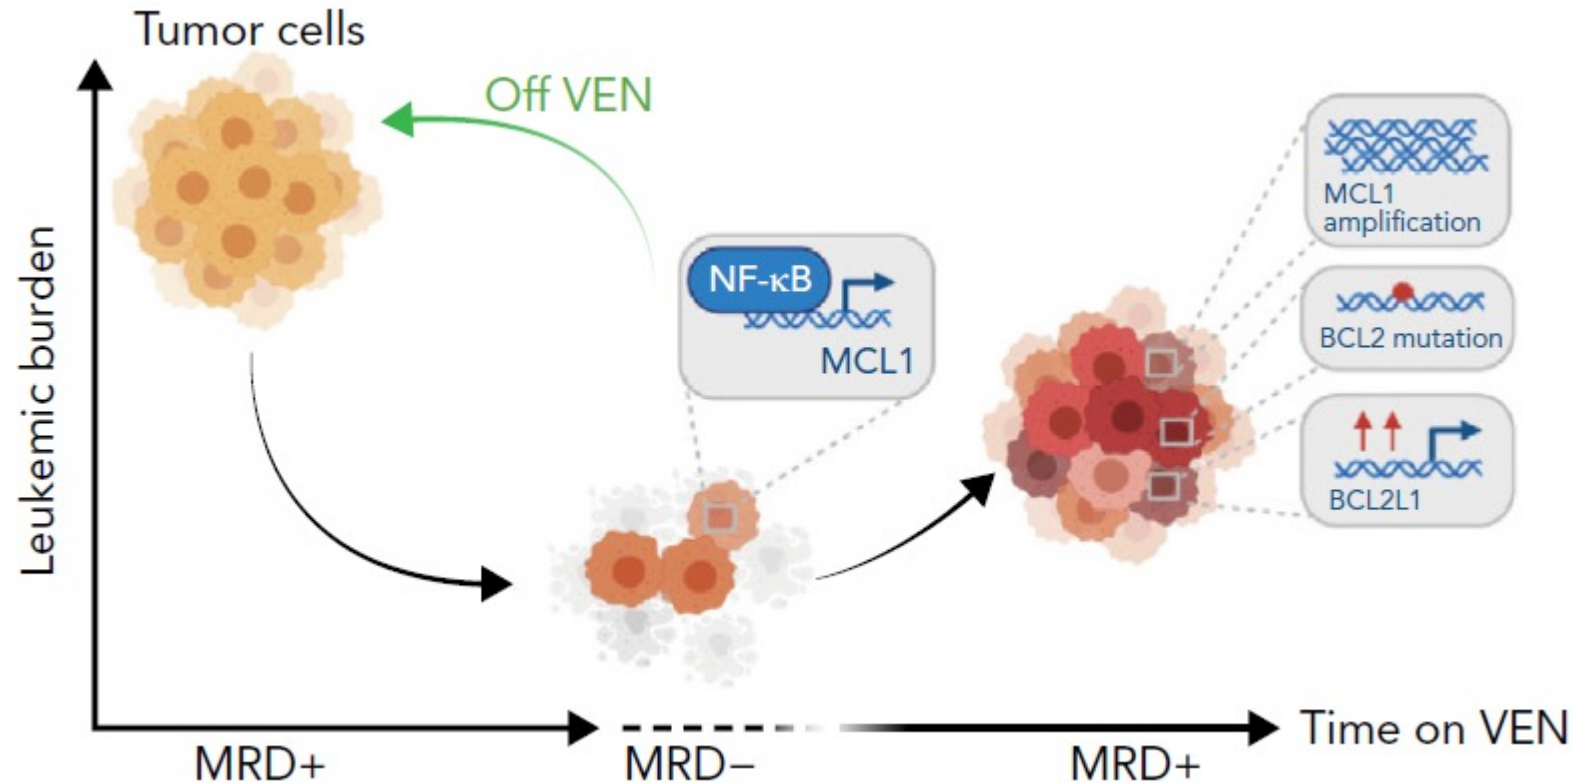 Tumor cells
Off VEN
Leukemic burden
NF-κB
MCL1
MCL1
amplification
BCL2 mutation
BCL2L1
Time on VEN
MRD+
MRD−
MRD+